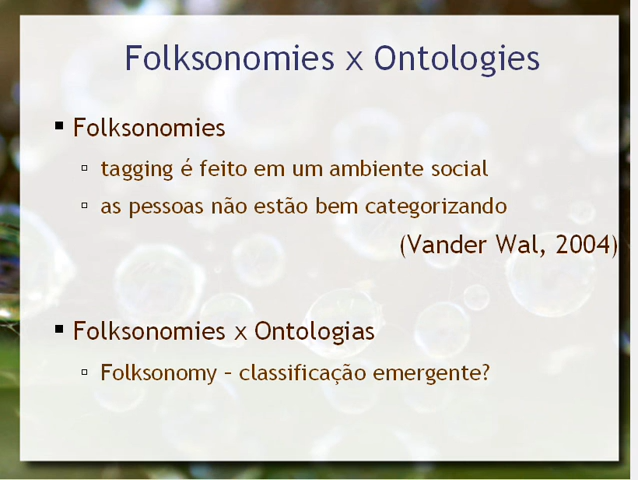 Folksonomies x Ontologies
Folksonomies
tagging é feito em um ambiente social
as pessoas não estão bem categorizando
(Vander Wal, 2004)
Folksonomies x Ontologias
Folksonomy – classificação emergente?